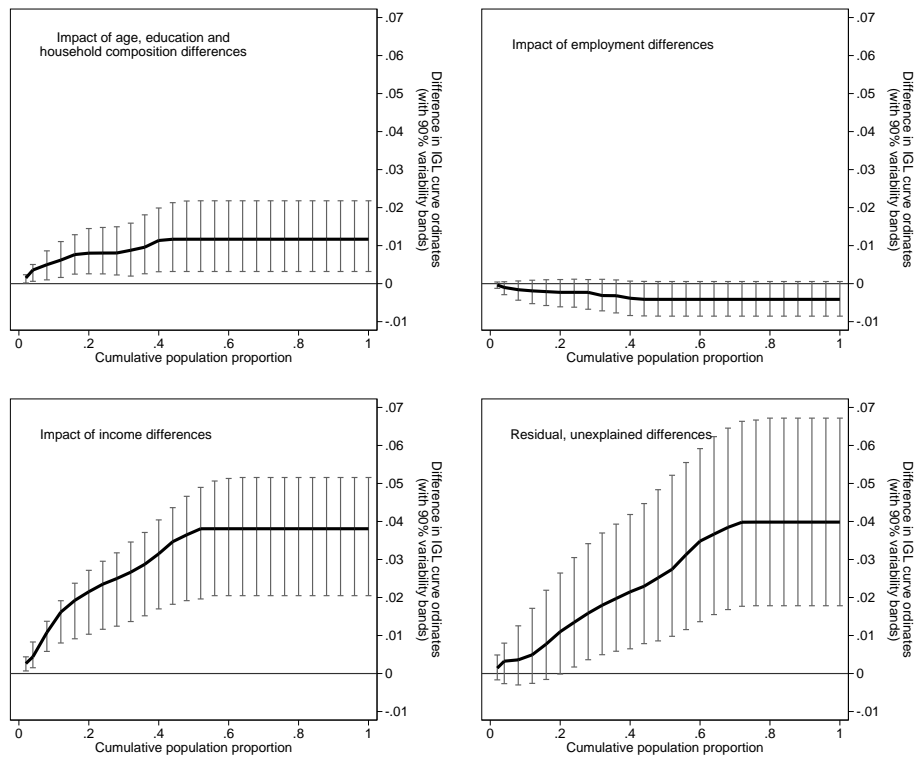 Impact of age, education and
household composition differences
.07
.06
.05
.04
.03
.02
.01
0
-.01
Difference in IGL curve ordinates
(with 90% variability bands)
0 .2 .4 .6 .8 1
Cumulative population proportion
Impact of employment differences
.07
.06
.05
.04
.03
.02
.01
0
-.01
Difference in IGL curve ordinates
(with 90% variability bands)
0 .2 .4 .6 .8 1
Cumulative population proportion
Impact of income differences
.07
.06
.05
.04
.03
.02
.01
0
-.01
Difference in IGL curve ordinates
(with 90% variability bands)
0 .2 .4 .6 .8 1
Cumulative population proportion
Residual, unexplained differences
.07
.06
.05
.04
.03
.02
.01
0
-.01
Difference in IGL curve ordinates
(with 90% variability bands)
0 .2 .4 .6 .8 1
Cumulative population proportion